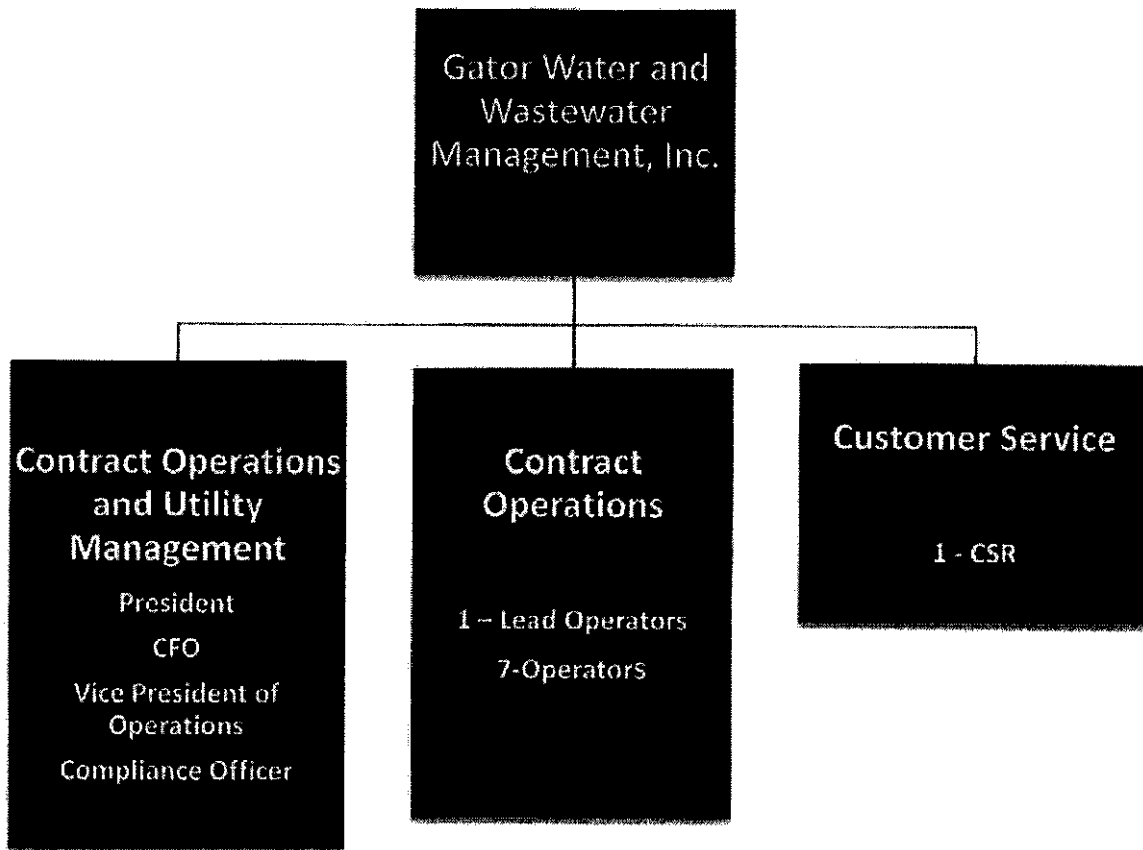 Gator Water and
Wastewater
Management, Inc.
Contract Operations
and Utility
Management
President
CFO
Vice President of
Operations
Compliance Officer
Contract
Operations
1 – Lead Operators
7-Operators
Customer Service
1 - CSR